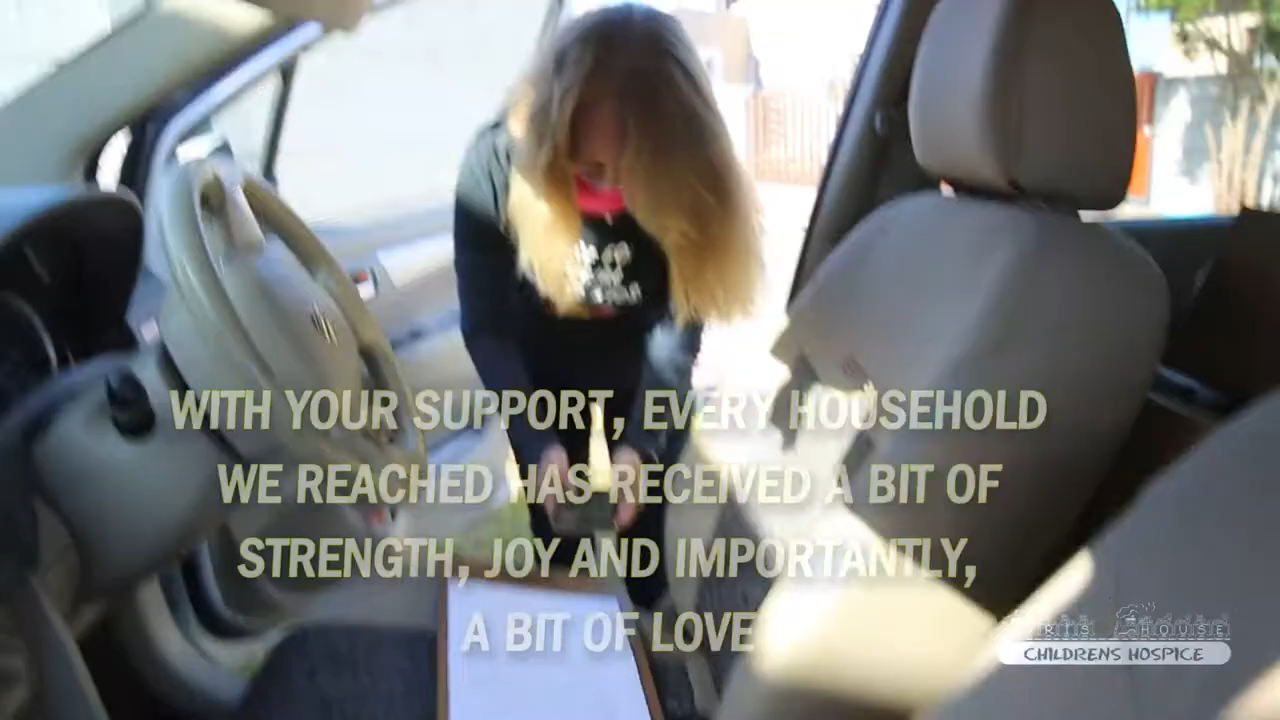 WITH YOUR SUPPORT, EVERY HOUSEHOLD
WE REACHED HAS RECEIVED A BIT OF
STRENGTH, JOY AND IMPORTANTLY,
A BIT OF LOVE
HOUSE
CHILDRENS HOSPICE